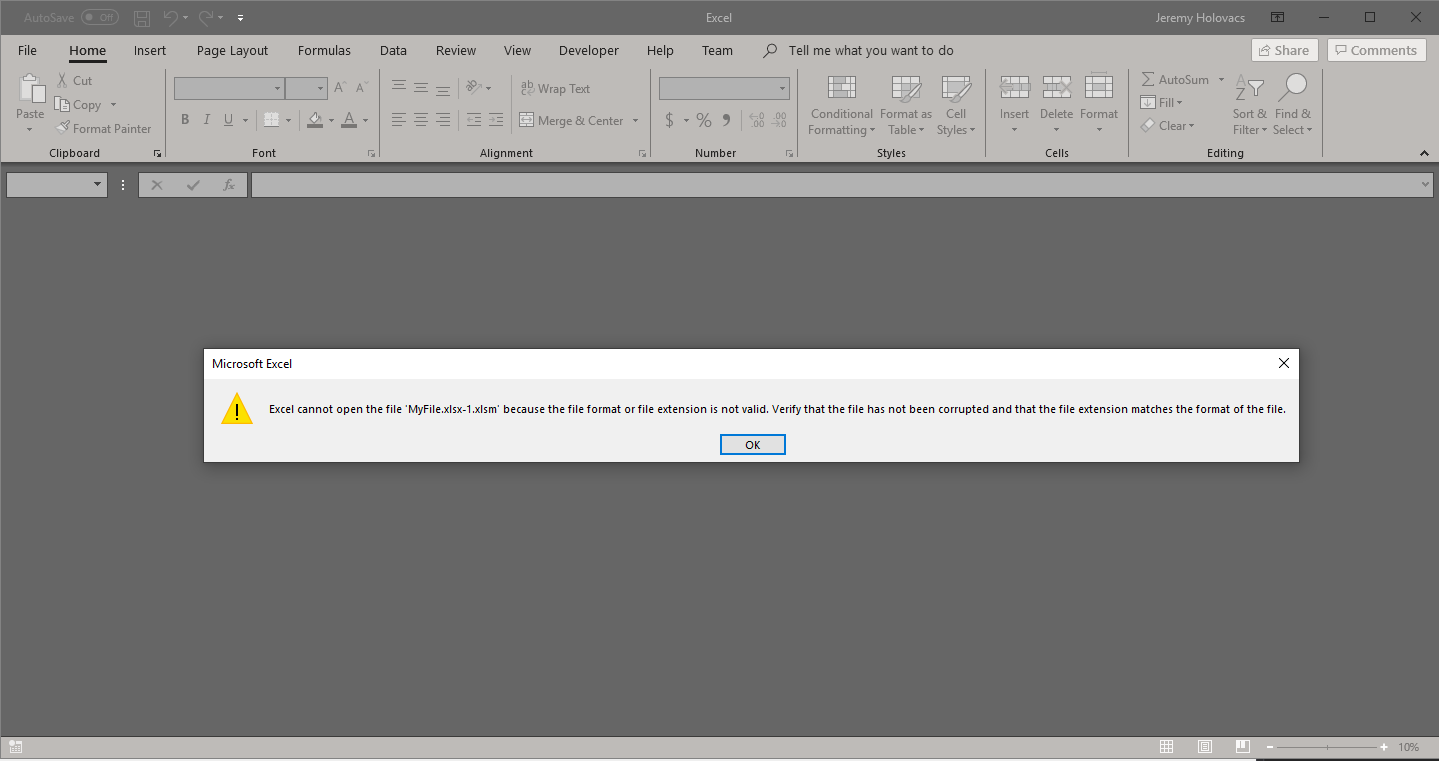 AutoSave Off Excel Jeremy Holovacs
File Home Insert Page Layout Formulas Data Review View Developer Help Team Tell me what you want to do Share Comments
Paste
Cut
Copy
Format Painter
Clipboard
B I U A
A A
Font
ab
Wrap Text
Merge & Center
Alignment
$ % ,
←.0 .00
.00 →.0
Number
Conditional
Formatting
Format as
Table
Cell
Styles
Styles
Insert
Delete
Format
Cells
AutoSum
Fill
Clear
Sort &
Filter
Find &
Select
Editing
fx
Microsoft Excel
Excel cannot open the file 'MyFile.xlsx-1.xlsm' because the file format or file extension is not valid. Verify that the file has not been corrupted and that the file extension matches the format of the file.
OK
10%